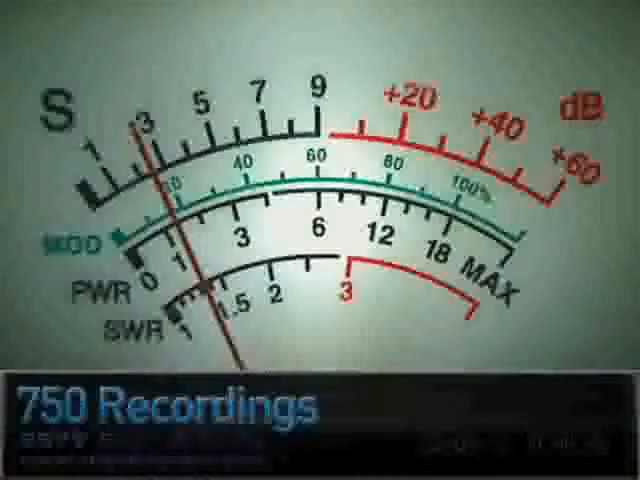 S 1 3 5 7 9 +20 +40 +60 dB
MOD 20 40 60 80 100%
PWR 0 1 3 6 12 18 MAX
SWR 1 1.5 2 3
750 Recordings